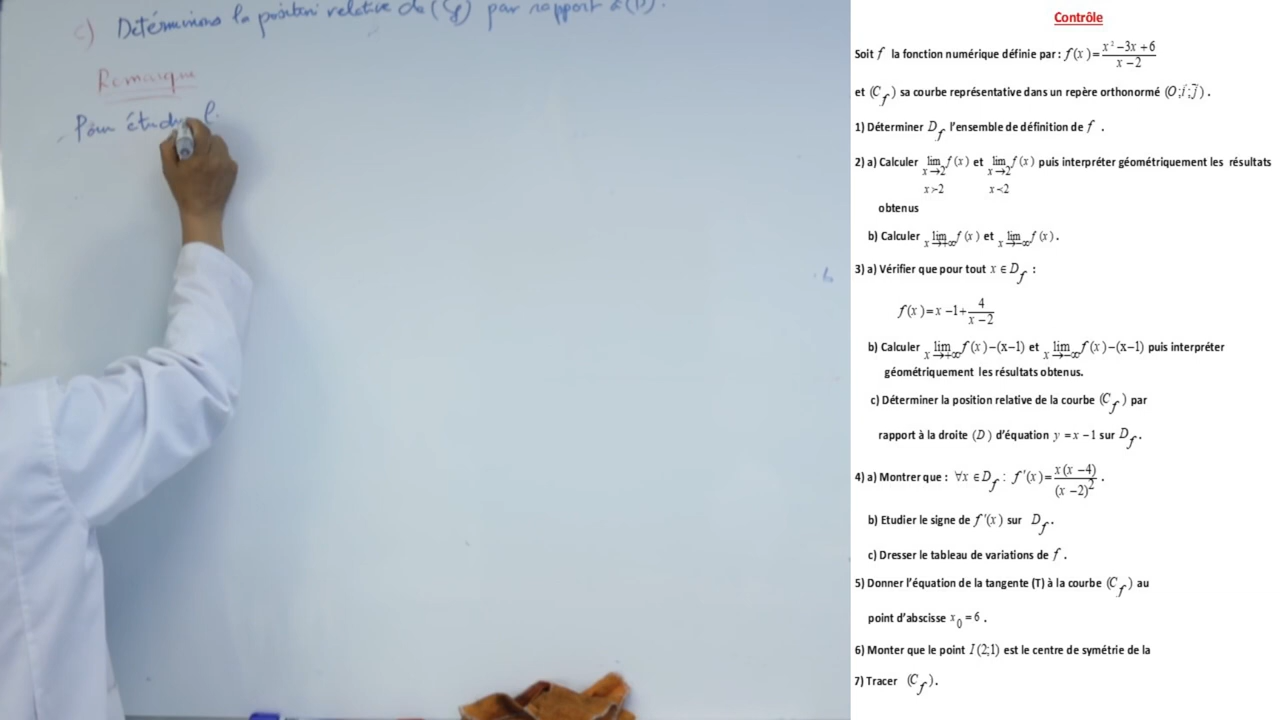 c) Déterminons la position relative de (Cf) par rapport à (D).
Remarque
Pour étudier l
Contrôle
Soit f la fonction numérique définie par : f(x)=(x²−3x+6)/(x−2)
et (C_f) sa courbe représentative dans un repère orthonormé (O;i;j).
1) Déterminer D_f l'ensemble de définition de f .
2) a) Calculer lim f(x) et lim f(x) puis interpréter géométriquement les résultats
x→2 x→2
x≻2 x≺2
obtenus
b) Calculer lim x→+∞ f(x) et lim x→−∞ f(x).
3) a) Vérifier que pour tout x ∈ D_f :
f(x)=x−1+4/(x−2)
b) Calculer lim x→+∞ f(x)−(x−1) et lim x→−∞ f(x)−(x−1) puis interpréter
géométriquement les résultats obtenus.
c) Déterminer la position relative de la courbe (C_f) par
rapport à la droite (D) d'équation y=x−1 sur D_f.
4) a) Montrer que : ∀x ∈ D_f : f'(x)=x(x−4)/(x−2)² .
b) Etudier le signe de f'(x) sur D_f.
c) Dresser le tableau de variations de f .
5) Donner l'équation de la tangente (T) à la courbe (C_f) au
point d'abscisse x_0=6 .
6) Monter que le point I(2;1) est le centre de symétrie de la
7) Tracer (C_f).